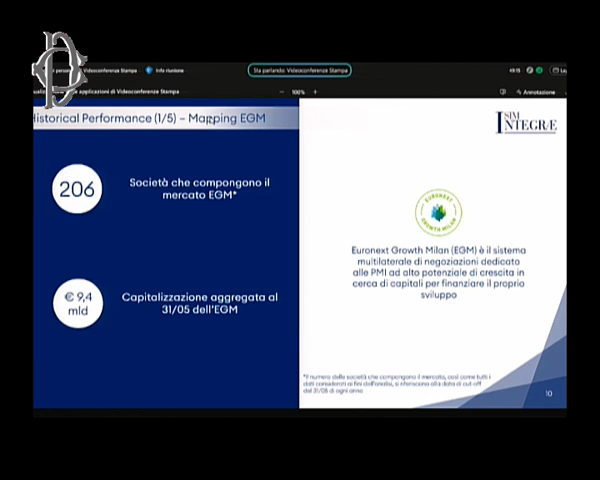 Videoconferenza Stampa
Info riunione
Sta parlando: Videoconferenze Stampa
49:15
applicazioni di Videoconferenze Stampa
100%
Annotazione
Historical Performance (1/5) – Mapping EGM
SIM
INTEGRÆ
206
Società che compongono il
mercato EGM*
EURONEXT
GROWTH MILAN
Euronext Growth Milan (EGM) è il sistema
multilaterale di negoziazioni dedicato
alle PMI ad alto potenziale di crescita in
cerca di capitali per finanziare il proprio
sviluppo
€ 9,4
mld
Capitalizzazione aggregata al
31/05 dell'EGM
*Il numero delle società che compongono il mercato, così come tutti i
dati considerati ai fini dell'analisi, si riferiscono alla data di cut-off
del 31/05 di ogni anno
10